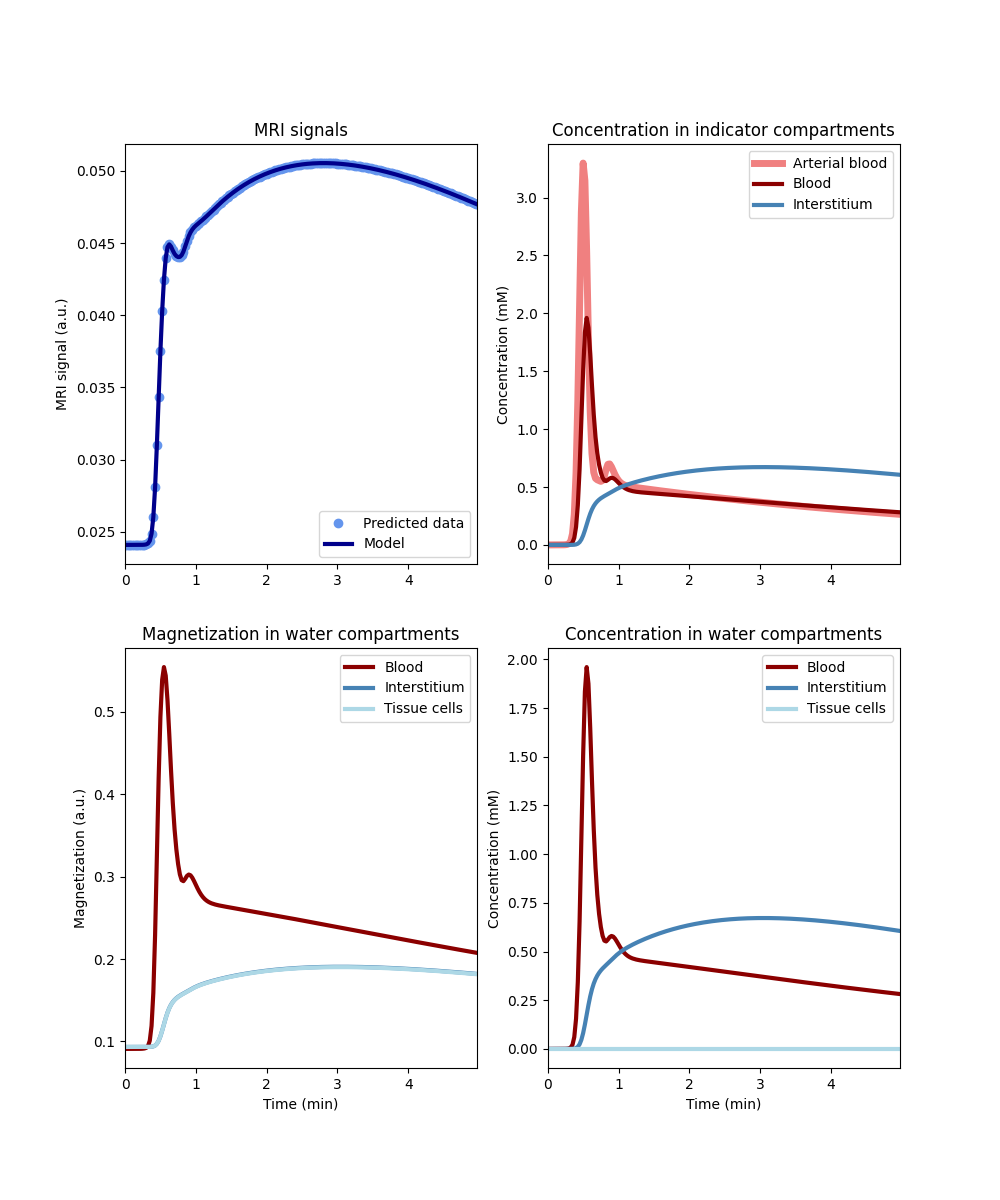 MRI signals
MRI signal (a.u.)
0.050
0.045
0.040
0.035
0.030
0.025
0 1 2 3 4
Predicted data
Model
Concentration in indicator compartments
Concentration (mM)
3.0
2.5
2.0
1.5
1.0
0.5
0.0
0 1 2 3 4
Arterial blood
Blood
Interstitium
Magnetization in water compartments
Magnetization (a.u.)
0.5
0.4
0.3
0.2
0.1
0 1 2 3 4
Time (min)
Blood
Interstitium
Tissue cells
Concentration in water compartments
Concentration (mM)
2.00
1.75
1.50
1.25
1.00
0.75
0.50
0.25
0.00
0 1 2 3 4
Time (min)
Blood
Interstitium
Tissue cells